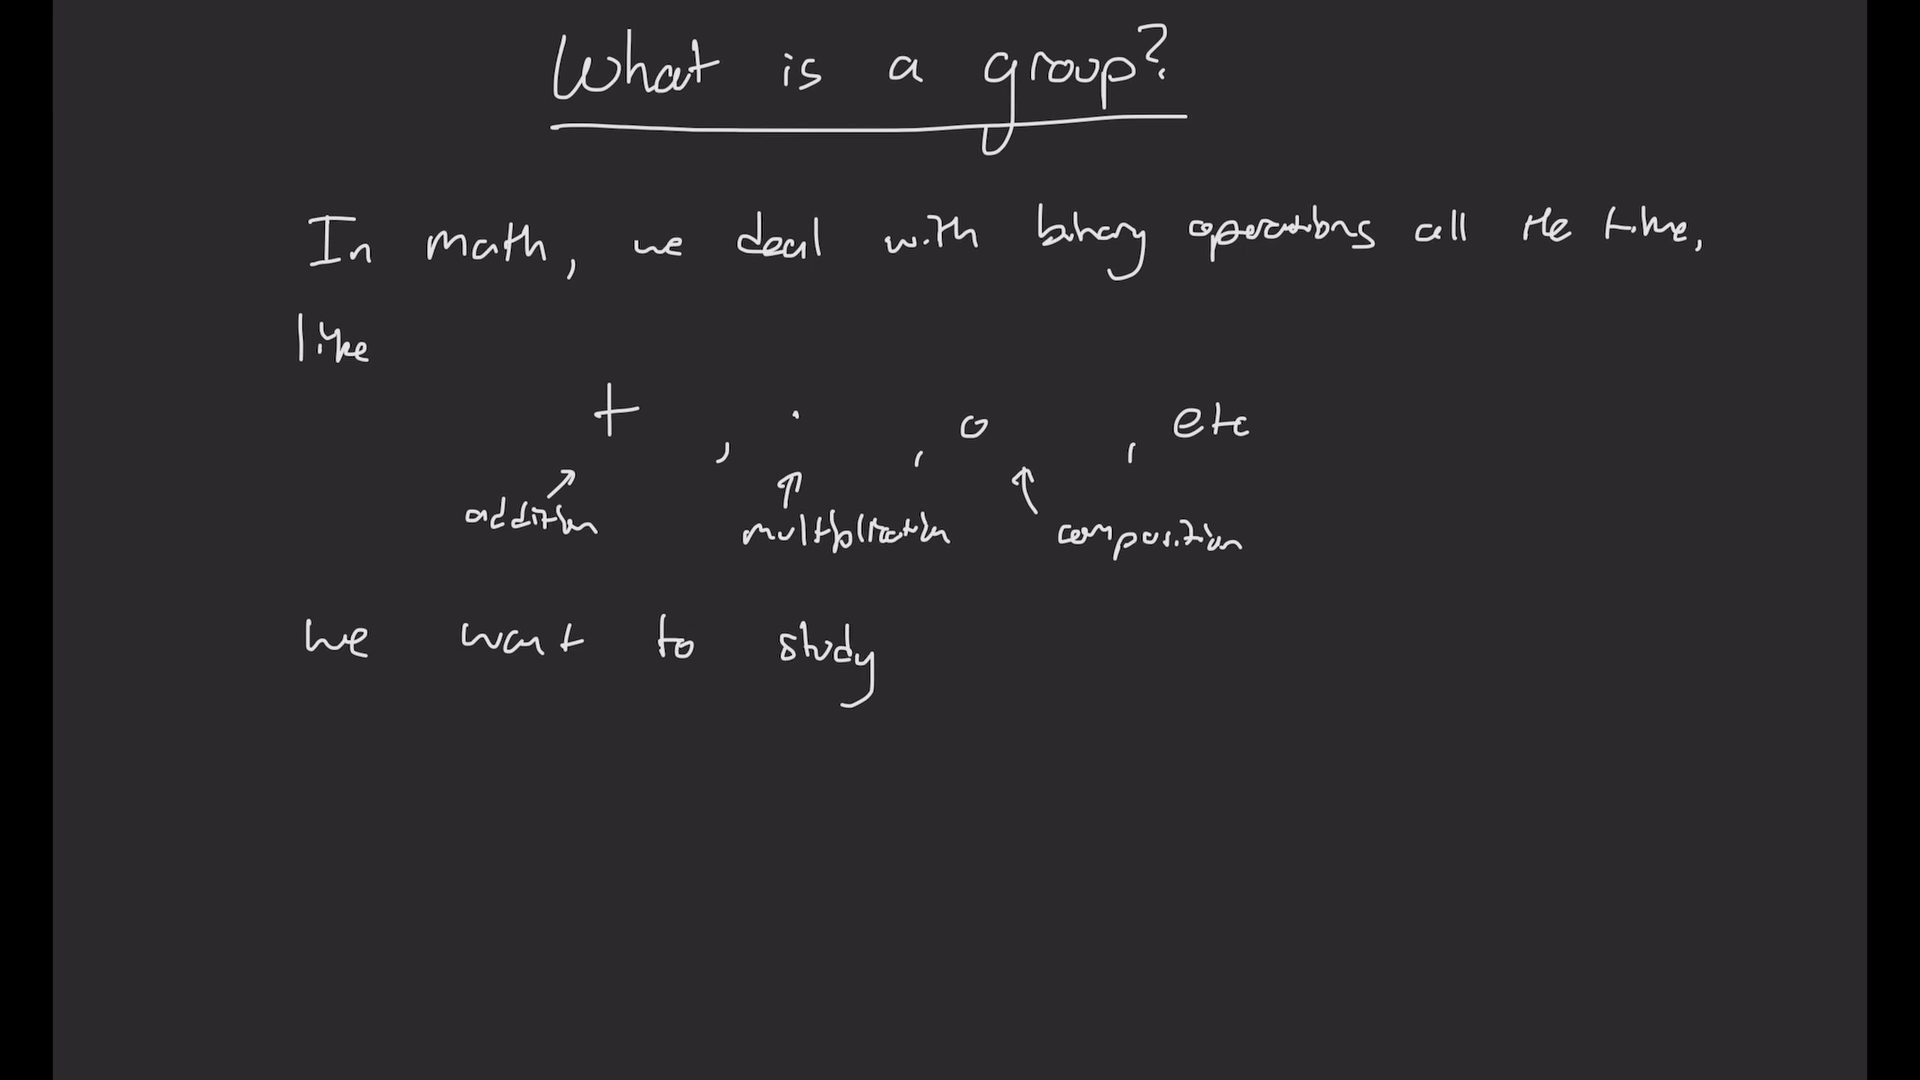 What is a group?
In math, we deal with binary operations all the time,
like
+ , · , o , etc
addition multiplication composition
we want to study